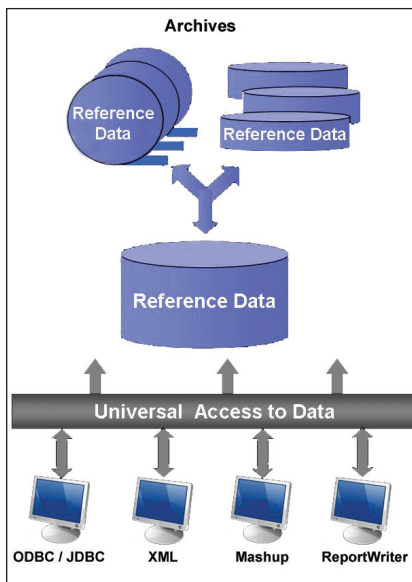 Archives
Reference
Data
Reference Data
Reference Data
Universal Access to Data
ODBC / JDBC
XML
Mashup
ReportWriter